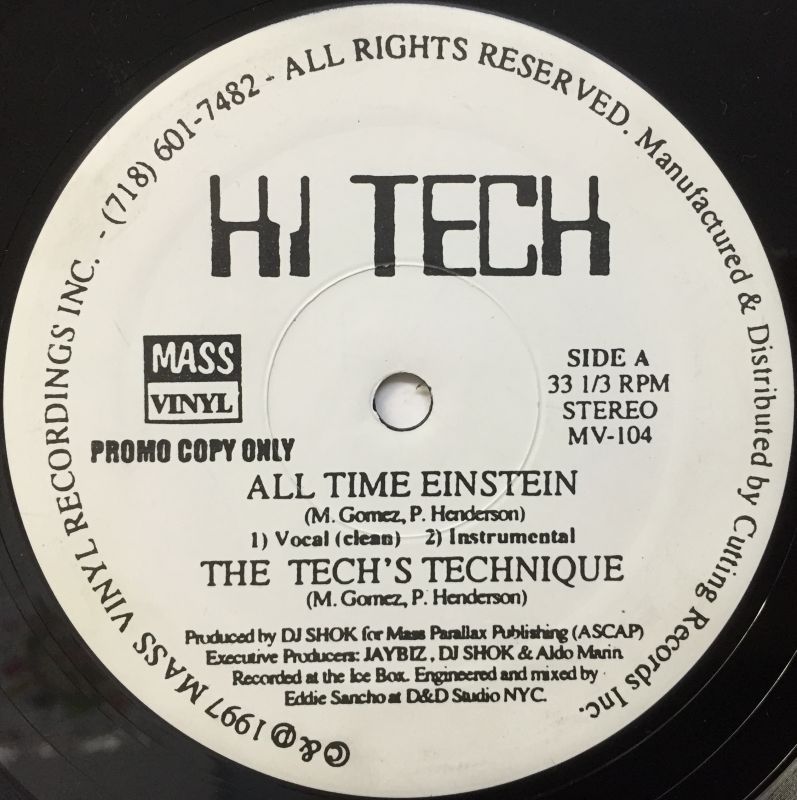 ©&℗ 1997 MASS VINYL RECORDINGS INC. - (718) 601-7482 - ALL RIGHTS RESERVED. Manufactured & Distributed by Cutting Records Inc.
HI TECH
MASS
VINYL
PROMO COPY ONLY
SIDE A
33 1/3 RPM
STEREO
MV-104
ALL TIME EINSTEIN
(M. Gomez, P. Henderson)
1) Vocal (clean) 2) Instrumental
THE TECH'S TECHNIQUE
(M. Gomez, P. Henderson)
Produced by DJ SHOK for Mass Parallax Publishing (ASCAP)
Executive Producers: JAYBIZ, DJ SHOK & Aldo Marin
Recorded at the Ice Box. Engineered and mixed by
Eddie Sancho at D&D Studio NYC.